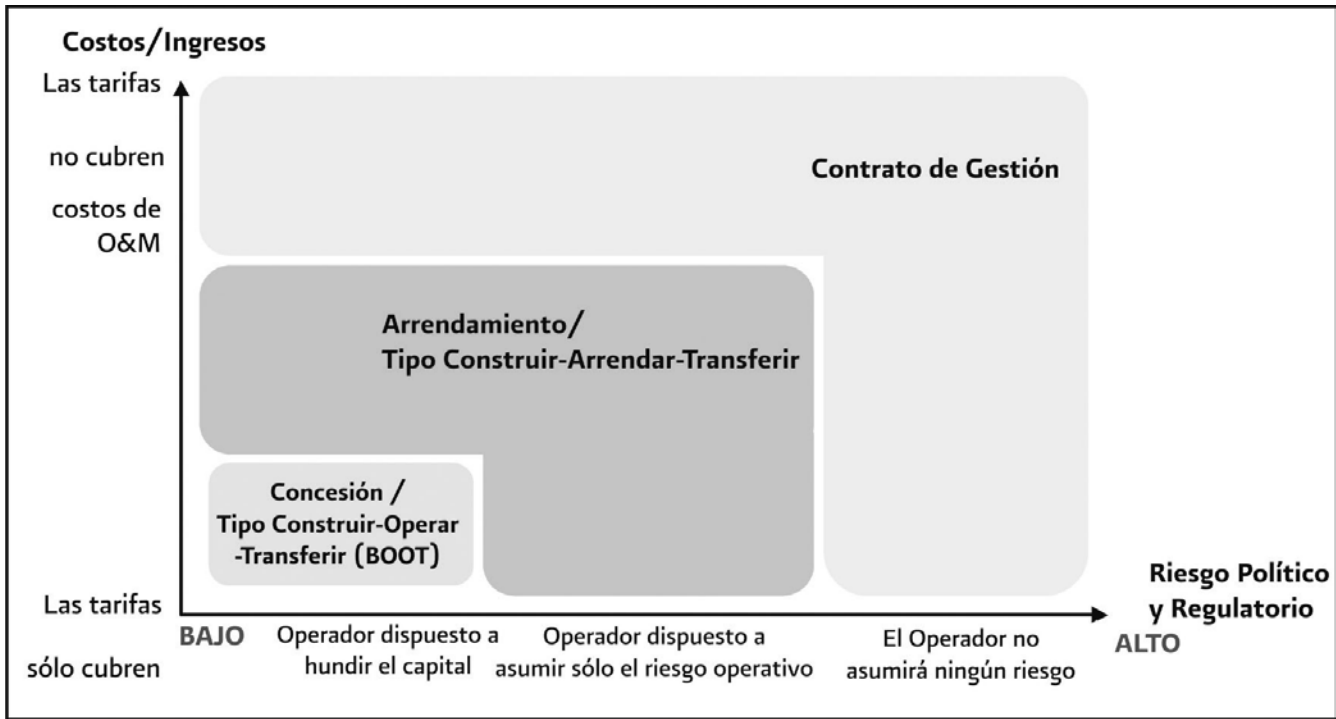 Costos/Ingresos
Las tarifas
no cubren
costos de
O&M
Contrato de Gestión
Arrendamiento/
Tipo Construir-Arrendar-Transferir
Concesión /
Tipo Construir-Operar
-Transferir (BOOT)
Las tarifas
sólo cubren
BAJO
Operador dispuesto a
hundir el capital
Operador dispuesto a
asumir sólo el riesgo operativo
El Operador no
asumirá ningún riesgo
Riesgo Político
y Regulatorio
ALTO